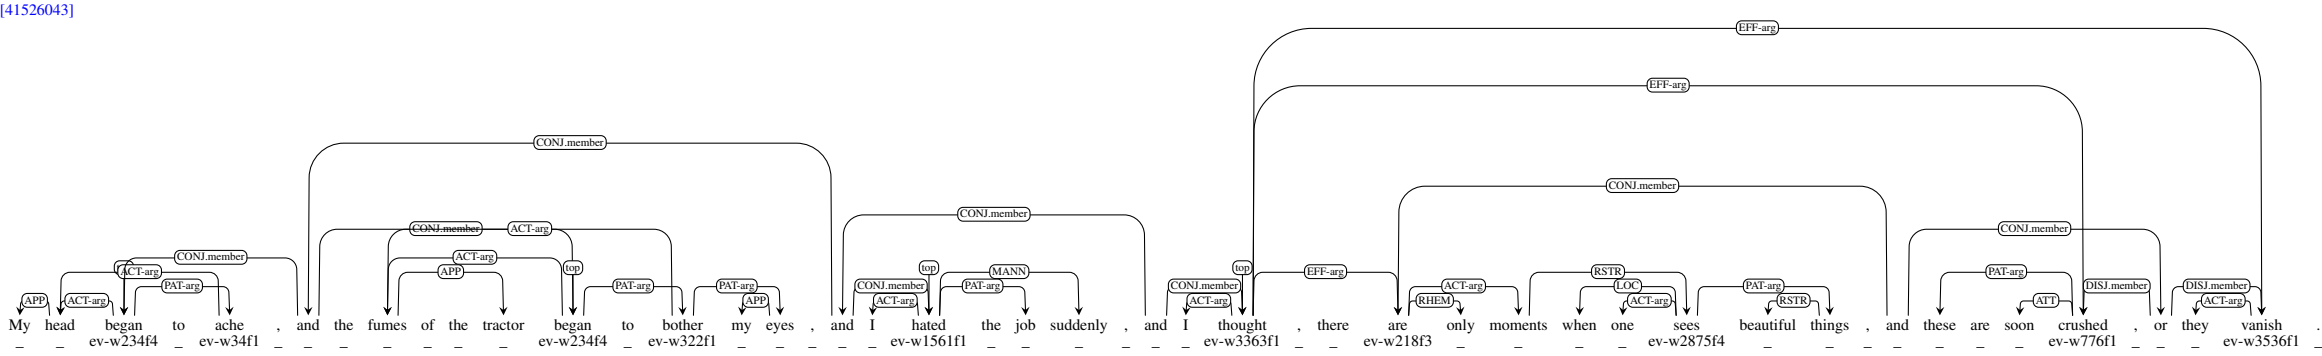 [41526043]
EFF-arg
EFF-arg
CONJ.member
CONJ.member
CONJ.member
CONJ.member ACT-arg CONJ.member
CONJ.member ACT-arg
ACT-arg APP top top MANN top EFF-arg RSTR PAT-arg
PAT-arg PAT-arg PAT-arg CONJ.member PAT-arg CONJ.member ACT-arg LOC PAT-arg DISJ.member DISJ.member
APP ACT-arg APP ACT-arg ACT-arg RHEM ACT-arg RSTR ATT ACT-arg
My head began to ache , and the fumes of the tractor began to bother my eyes , and I hated the job suddenly , and I thought , there are only moments when one sees beautiful things , and these are soon crushed , or they vanish .
_ _ ev-w234f4 _ ev-w34f1 _ _ _ _ _ _ _ ev-w234f4 _ ev-w322f1 _ _ _ _ _ ev-w1561f1 _ _ _ _ _ _ ev-w3363f1 _ _ ev-w218f3 _ _ _ _ ev-w2875f4 _ _ _ _ _ _ _ ev-w776f1 _ _ _ ev-w3536f1 _